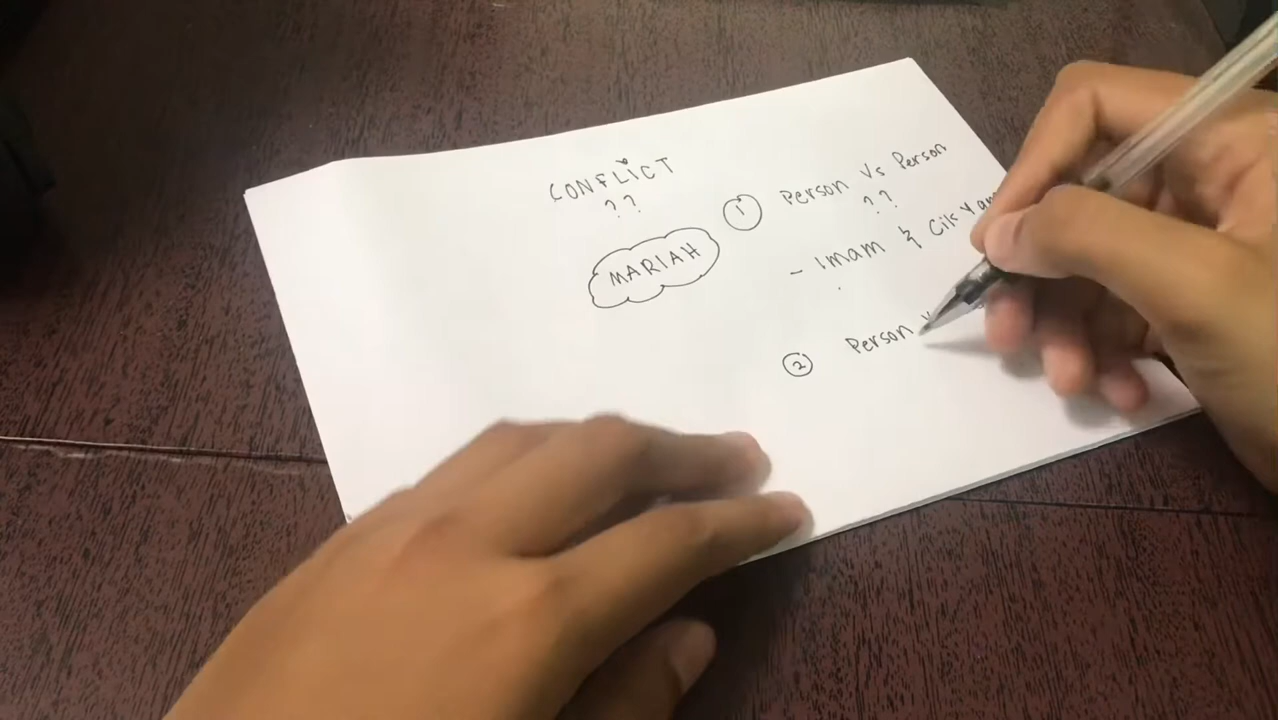 CONFLICT
??
MARIAH
1 Person Vs Person
??
- Imam & Cik
2 Person